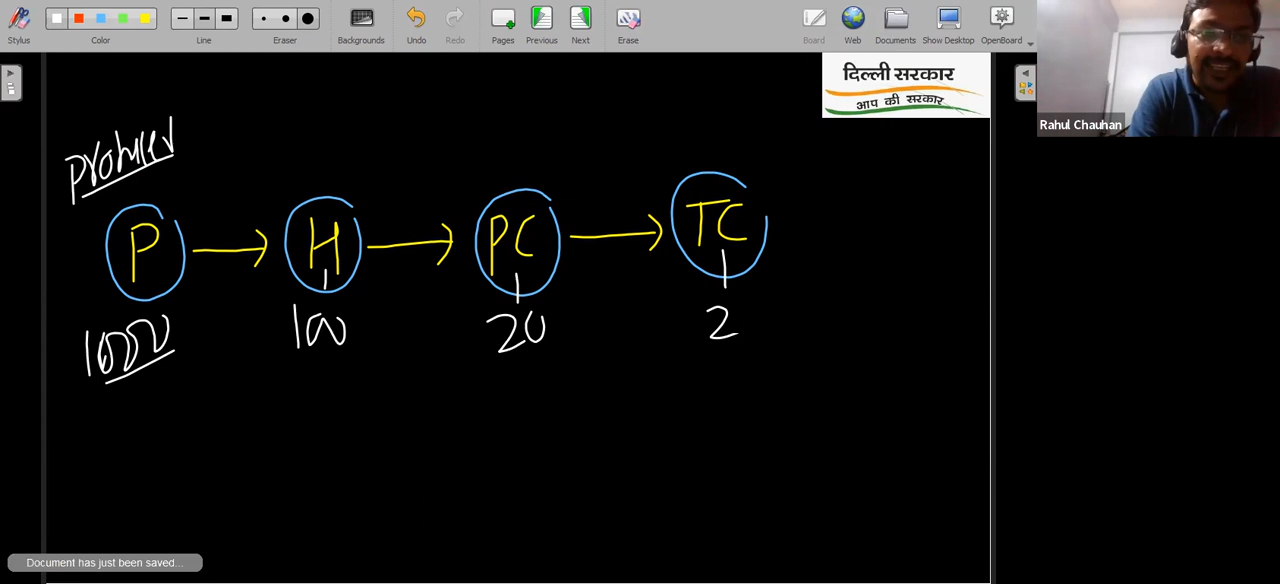 Stylus
Color
Line
Eraser
Backgrounds
Undo
Redo
Pages
Previous
Next
Erase
Board
Web
Documents
Show Desktop
OpenBoard
दिल्ली सरकार
आप की सरकार
Rahul Chauhan
P → H → PC → TC
1000 100 20 2
Document has just been saved...